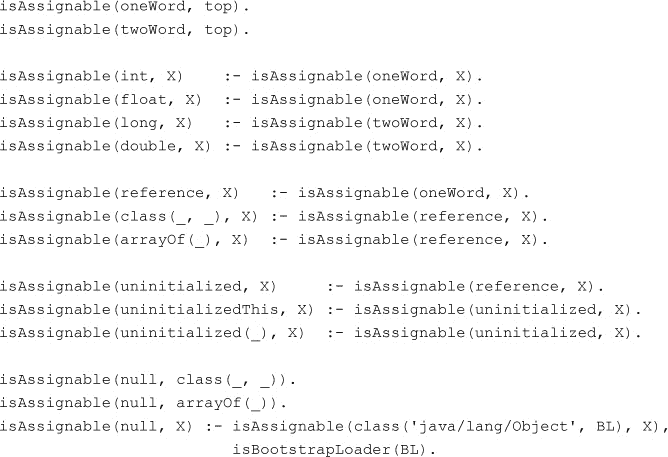 isAssignable(oneWord, top).
isAssignable(twoWord, top).

isAssignable(int, X)    :- isAssignable(oneWord, X).
isAssignable(float, X)  :- isAssignable(oneWord, X).
isAssignable(long, X)   :- isAssignable(twoWord, X).
isAssignable(double, X) :- isAssignable(twoWord, X).

isAssignable(reference, X)   :- isAssignable(oneWord, X).
isAssignable(class(_, _), X) :- isAssignable(reference, X).
isAssignable(arrayOf(_), X)  :- isAssignable(reference, X).

isAssignable(uninitialized, X)     :- isAssignable(reference, X).
isAssignable(uninitializedThis, X) :- isAssignable(uninitialized, X).
isAssignable(uninitialized(_), X)  :- isAssignable(uninitialized, X).

isAssignable(null, class(_, _)).
isAssignable(null, arrayOf(_)).
isAssignable(null, X) :- isAssignable(class('java/lang/Object', BL), X),
                         isBootstrapLoader(BL).